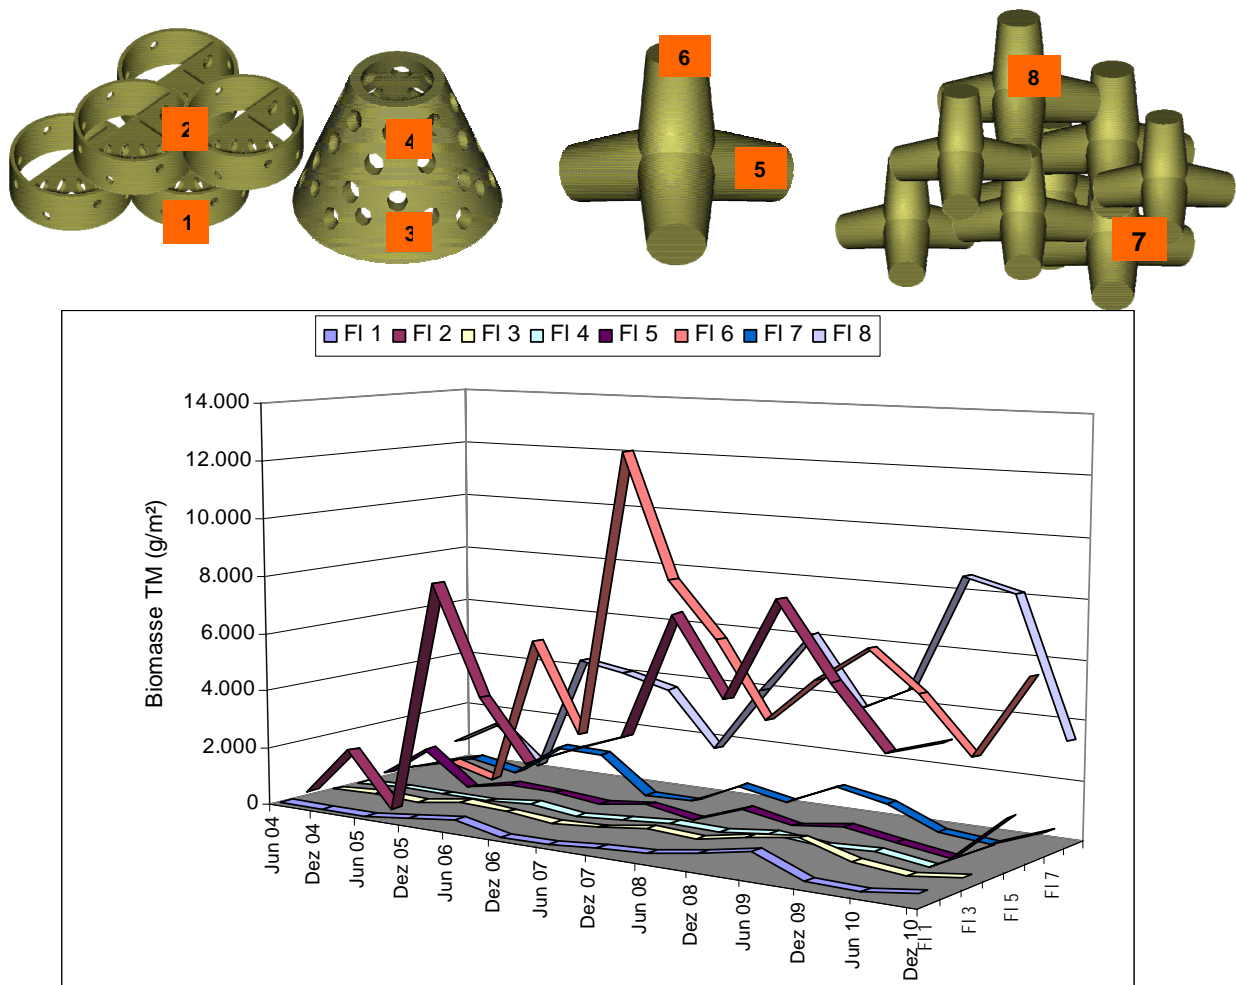 6
8
2
4
5
1
3
7
Fl 1 Fl 2 Fl 3 Fl 4 Fl 5 Fl 6 Fl 7 Fl 8
14.000
12.000
10.000
8.000
6.000
4.000
2.000
0
Biomasse TM (g/m²)
Jun 04
Dez 04
Jun 05
Dez 05
Jun 06
Dez 06
Jun 07
Dez 07
Jun 08
Dez 08
Jun 09
Dez 09
Jun 10
Dez 10
Fl 1
Fl 3
Fl 5
Fl 7